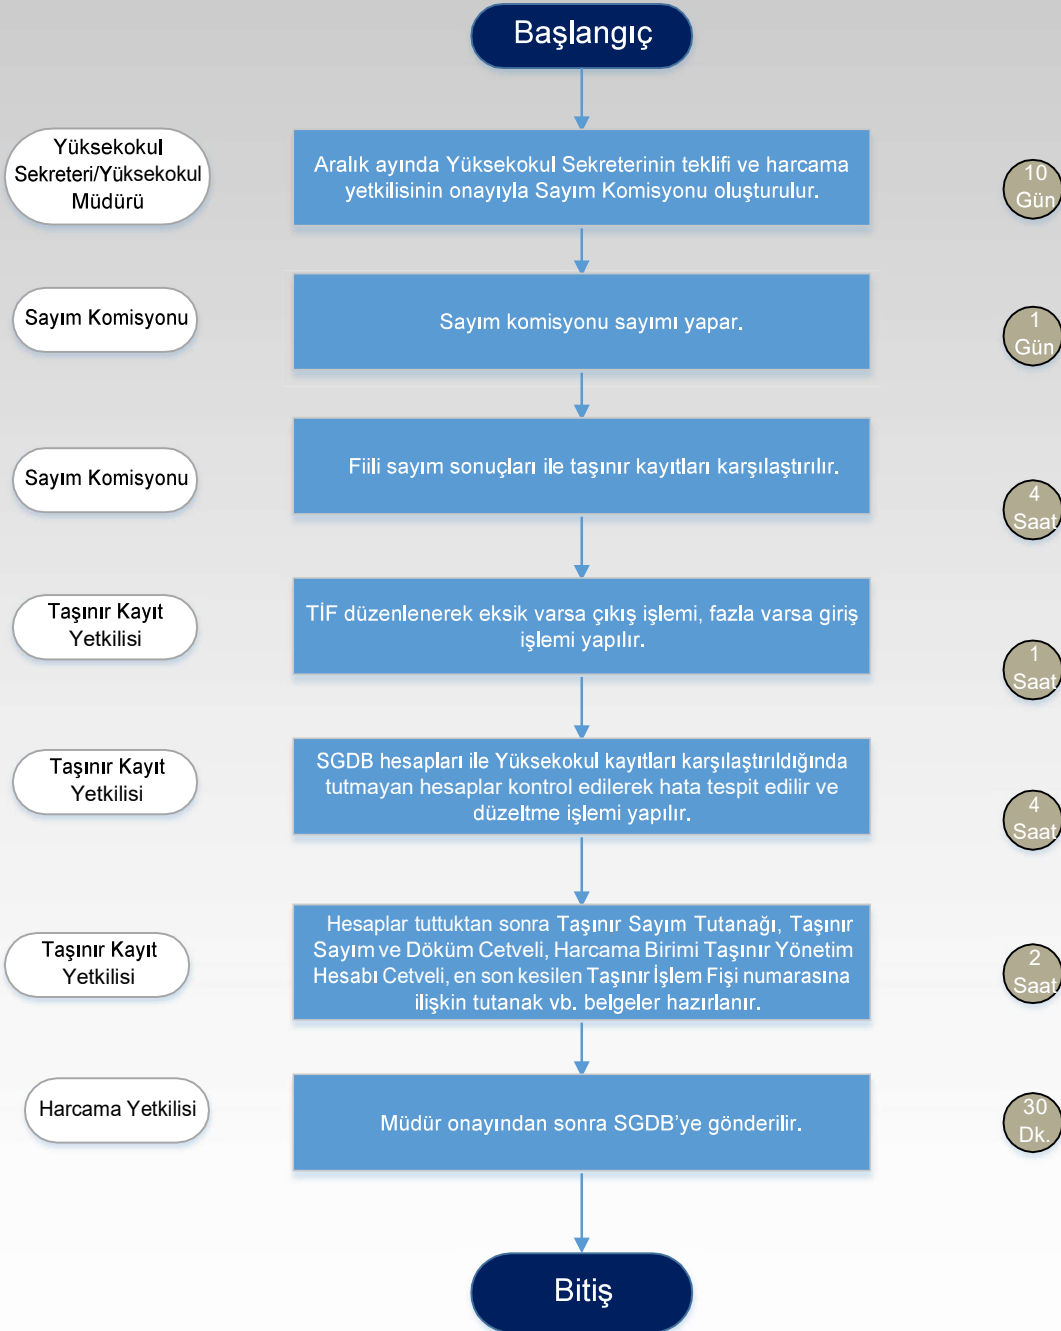 Başlangıç
Yüksekokul
Sekreteri/Yüksekokul
Müdürü
Aralık ayında Yüksekokul Sekreterinin teklifi ve harcama
yetkilisinin onayıyla Sayım Komisyonu oluşturulur.
10
Gün
Sayım Komisyonu
Sayım komisyonu sayımı yapar.
1
Gün
Sayım Komisyonu
Fiili sayım sonuçları ile taşınır kayıtları karşılaştırılır.
4
Saat
Taşınır Kayıt
Yetkilisi
TİF düzenlenerek eksik varsa çıkış işlemi, fazla varsa giriş
işlemi yapılır.
1
Saat
Taşınır Kayıt
Yetkilisi
SGDB hesapları ile Yüksekokul kayıtları karşılaştırıldığında
tutmayan hesaplar kontrol edilerek hata tespit edilir ve
düzeltme işlemi yapılır.
4
Saat
Taşınır Kayıt
Yetkilisi
Hesaplar tuttuktan sonra Taşınır Sayım Tutanağı, Taşınır
Sayım ve Döküm Cetveli, Harcama Birimi Taşınır Yönetim
Hesabı Cetveli, en son kesilen Taşınır İşlem Fişi numarasına
ilişkin tutanak vb. belgeler hazırlanır.
2
Saat
Harcama Yetkilisi
Müdür onayından sonra SGDB'ye gönderilir.
30
Dk.
Bitiş